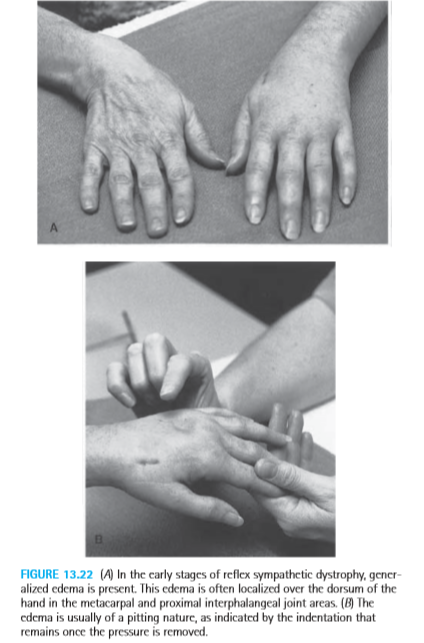 A
B
FIGURE 13.22 (A) In the early stages of reflex sympathetic dystrophy, gener-
alized edema is present. This edema is often localized over the dorsum of the
hand in the metacarpal and proximal interphalangeal joint areas. (B) The
edema is usually of a pitting nature, as indicated by the indentation that
remains once the pressure is removed.